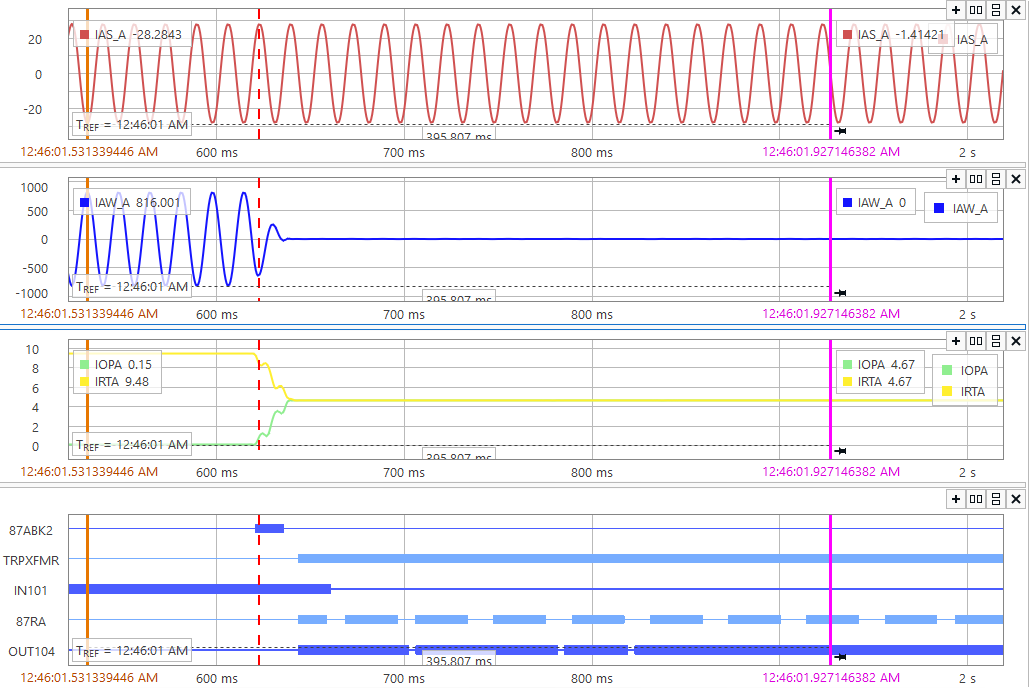 IAS_A -28.2843
IAS_A -1.41421
IAS_A
20
0
-20
TREF = 12:46:01 AM
395.807 ms
12:46:01.531339446 AM
600 ms
700 ms
800 ms
12:46:01.927146382 AM
2 s
1000
500
0
-500
-1000
IAW_A 816.001
IAW_A 0
IAW_A
TREF = 12:46:01 AM
395.807 ms
12:46:01.531339446 AM
600 ms
700 ms
800 ms
12:46:01.927146382 AM
2 s
10
8
6
4
2
0
IOPA 0.15
IRTA 9.48
IOPA 4.67
IRTA 4.67
IOPA
IRTA
TREF = 12:46:01 AM
395.807 ms
12:46:01.531339446 AM
600 ms
700 ms
800 ms
12:46:01.927146382 AM
2 s
87ABK2
TRPXFMR
IN101
87RA
OUT104
TREF = 12:46:01 AM
395.807 ms
12:46:01.531339446 AM
600 ms
700 ms
800 ms
12:46:01.927146382 AM
2 s